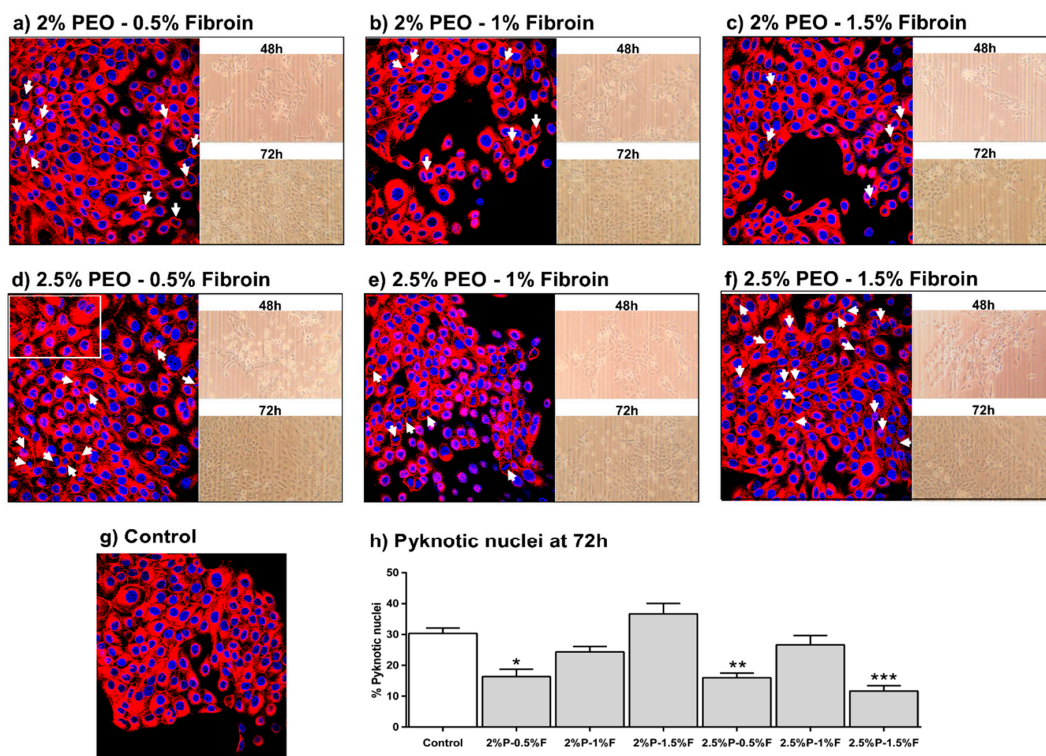 a) 2% PEO - 0.5% Fibroin
b) 2% PEO - 1% Fibroin
c) 2% PEO - 1.5% Fibroin
48h
48h
48h
72h
72h
72h
d) 2.5% PEO - 0.5% Fibroin
e) 2.5% PEO - 1% Fibroin
f) 2.5% PEO - 1.5% Fibroin
48h
48h
48h
72h
72h
72h
g) Control
h) Pyknotic nuclei at 72h
% Pyknotic nuclei
50
40
30
20
10
0
*
**
***
Control
2%P-0.5%F
2%P-1%F
2%P-1.5%F
2.5%P-0.5%F
2.5%P-1%F
2.5%P-1.5%F